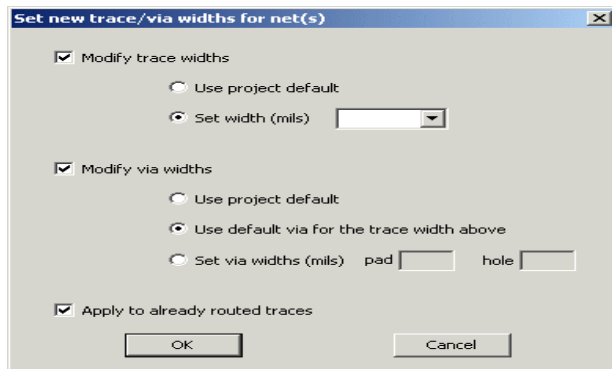 Set new trace/via widths for net(s)
Modify trace widths
Use project default
Set width (mils)
Modify via widths
Use project default
Use default via for the trace width above
Set via widths (mils) pad hole
Apply to already routed traces
OK Cancel